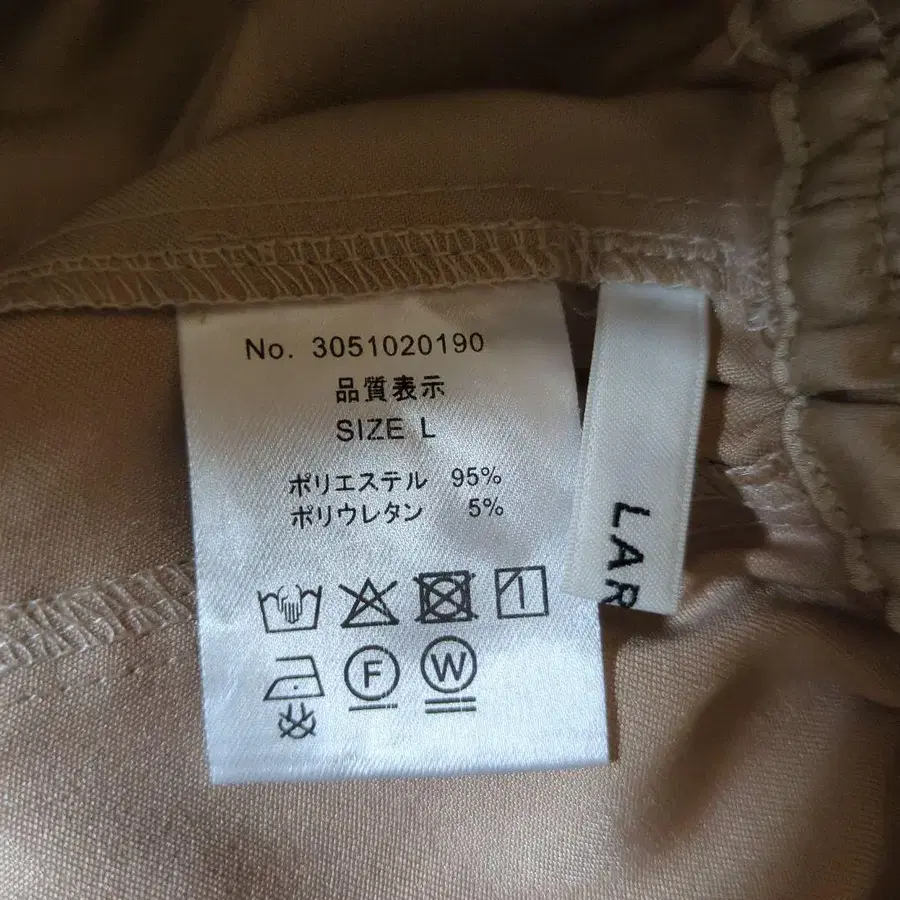 No. 3051020190
品質表示
SIZE L
ポリエステル 95%
ポリウレタン 5%
F
W
LAR